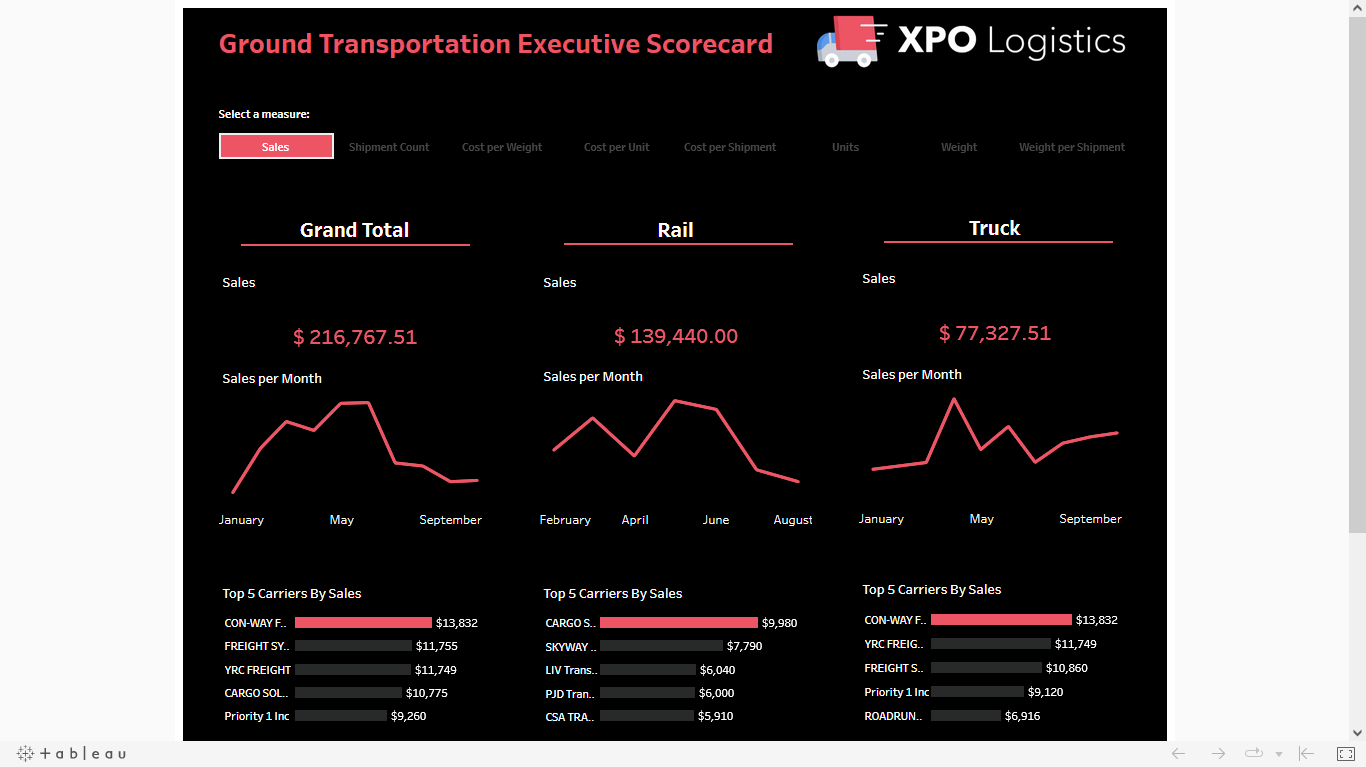 Ground Transportation Executive Scorecard
XPO Logistics
Select a measure:
Sales Shipment Count Cost per Weight Cost per Unit Cost per Shipment Units Weight Weight per Shipment
Grand Total
Sales
$ 216,767.51
Sales per Month
January May September
Top 5 Carriers By Sales
CON-WAY F.. $13,832
FREIGHT SY.. $11,755
YRC FREIGHT $11,749
CARGO SOL.. $10,775
Priority 1 Inc $9,260
Rail
Sales
$ 139,440.00
Sales per Month
February April June August
Top 5 Carriers By Sales
CARGO S.. $9,980
SKYWAY .. $7,790
LIV Trans.. $6,040
PJD Tran.. $6,000
CSA TRA.. $5,910
Truck
Sales
$ 77,327.51
Sales per Month
January May September
Top 5 Carriers By Sales
CON-WAY F.. $13,832
YRC FREIG.. $11,749
FREIGHT S.. $10,860
Priority 1 Inc $9,120
ROADRUN.. $6,916
+ a b | e a u